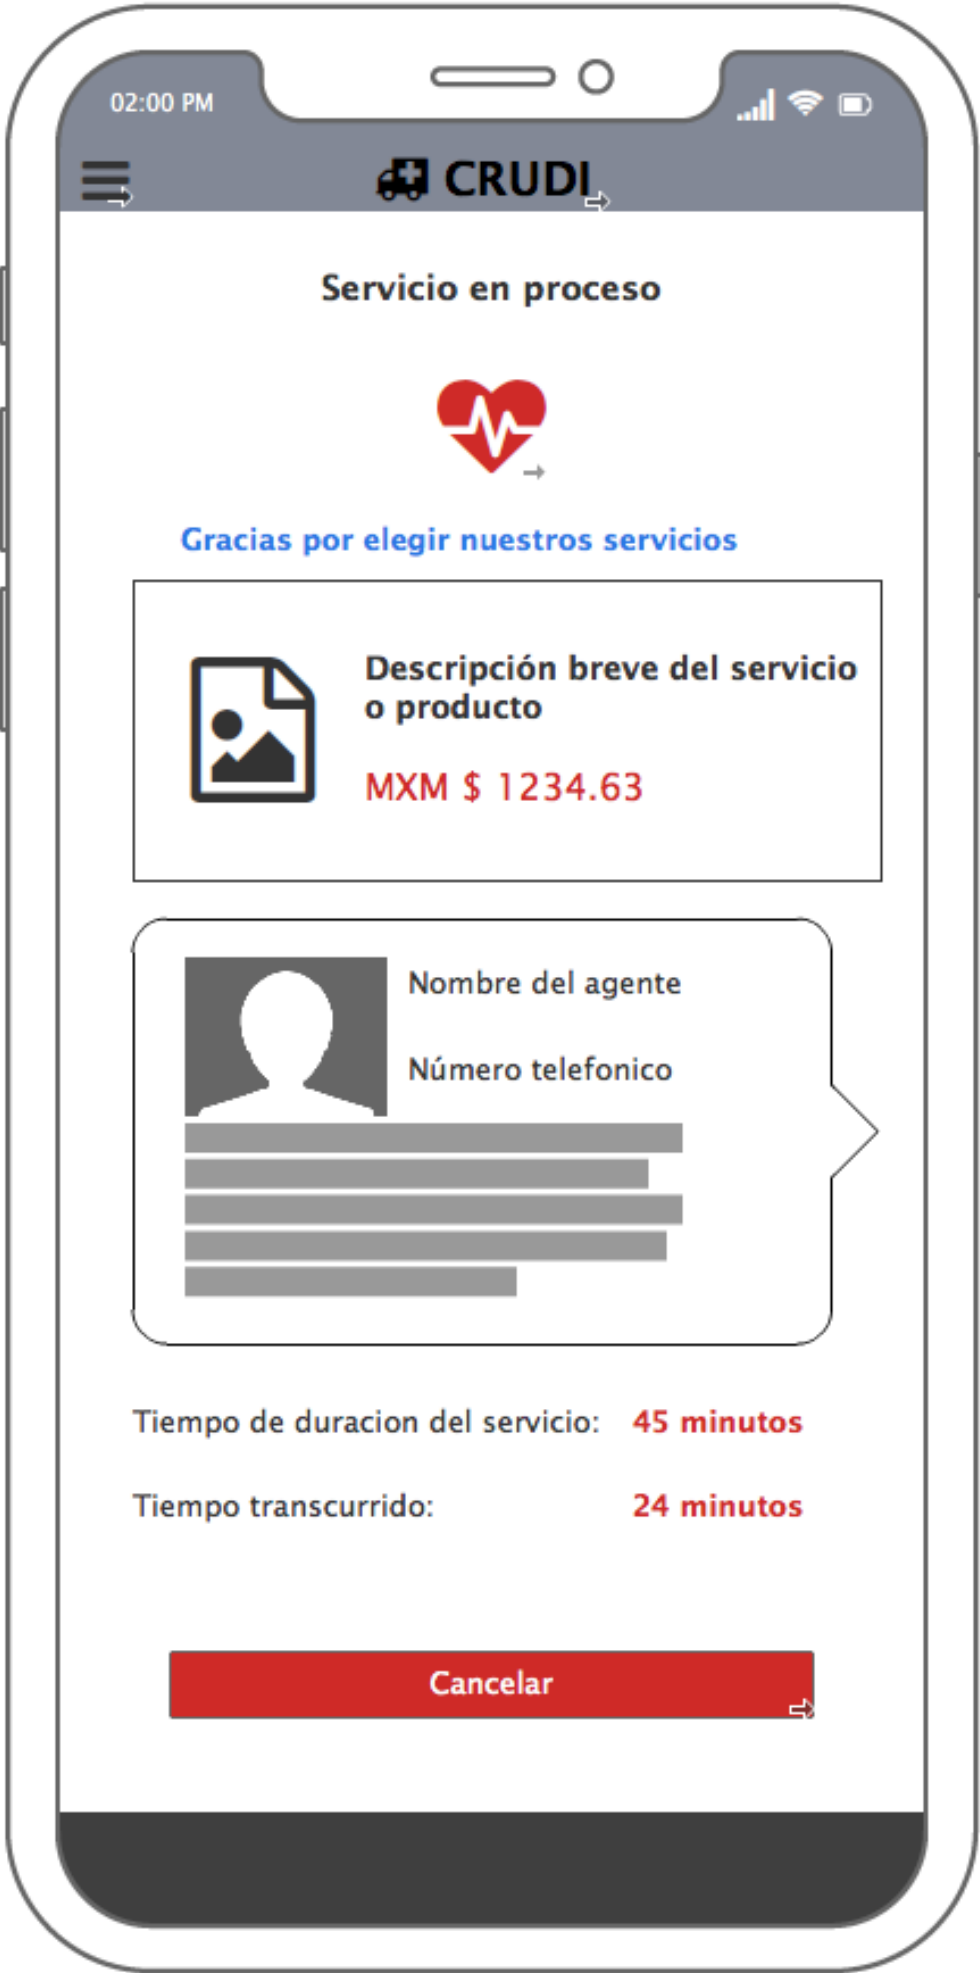 02:00 PM
CRUDI
Servicio en proceso
Gracias por elegir nuestros servicios
Descripción breve del servicio
o producto
MXM $ 1234.63
Nombre del agente
Número telefonico
Tiempo de duracion del servicio: 45 minutos
Tiempo transcurrido: 24 minutos
Cancelar